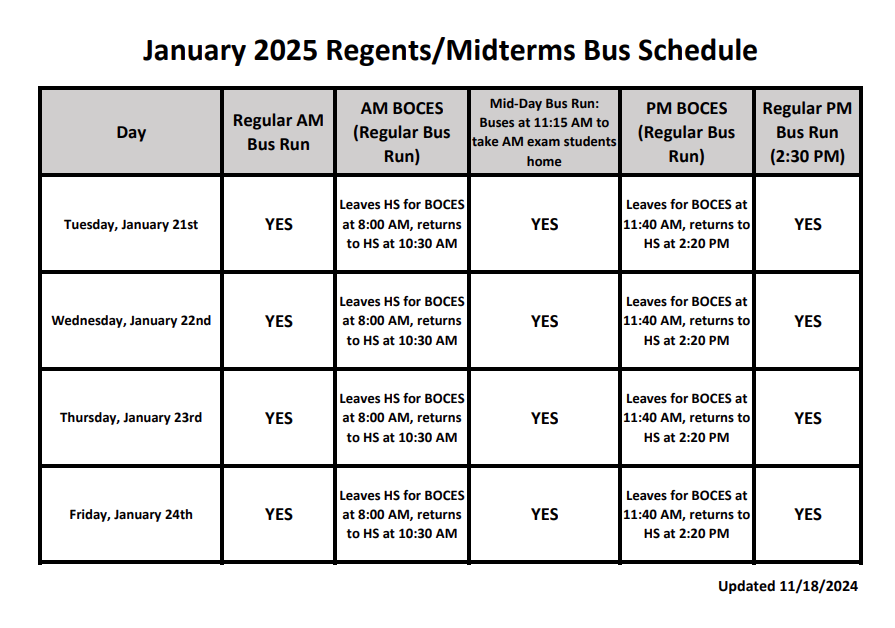 January 2025 Regents/Midterms Bus Schedule
Day
Regular AM
Bus Run
AM BOCES
(Regular Bus
Run)
Mid-Day Bus Run:
Buses at 11:15 AM to
take AM exam students
home
PM BOCES
(Regular Bus
Run)
Regular PM
Bus Run
(2:30 PM)
Tuesday, January 21st
YES
Leaves HS for BOCES
at 8:00 AM, returns
to HS at 10:30 AM
YES
Leaves for BOCES at
11:40 AM, returns to
HS at 2:20 PM
YES
Wednesday, January 22nd
YES
Leaves HS for BOCES
at 8:00 AM, returns
to HS at 10:30 AM
YES
Leaves for BOCES at
11:40 AM, returns to
HS at 2:20 PM
YES
Thursday, January 23rd
YES
Leaves HS for BOCES
at 8:00 AM, returns
to HS at 10:30 AM
YES
Leaves for BOCES at
11:40 AM, returns to
HS at 2:20 PM
YES
Friday, January 24th
YES
Leaves HS for BOCES
at 8:00 AM, returns
to HS at 10:30 AM
YES
Leaves for BOCES at
11:40 AM, returns to
HS at 2:20 PM
YES
Updated 11/18/2024